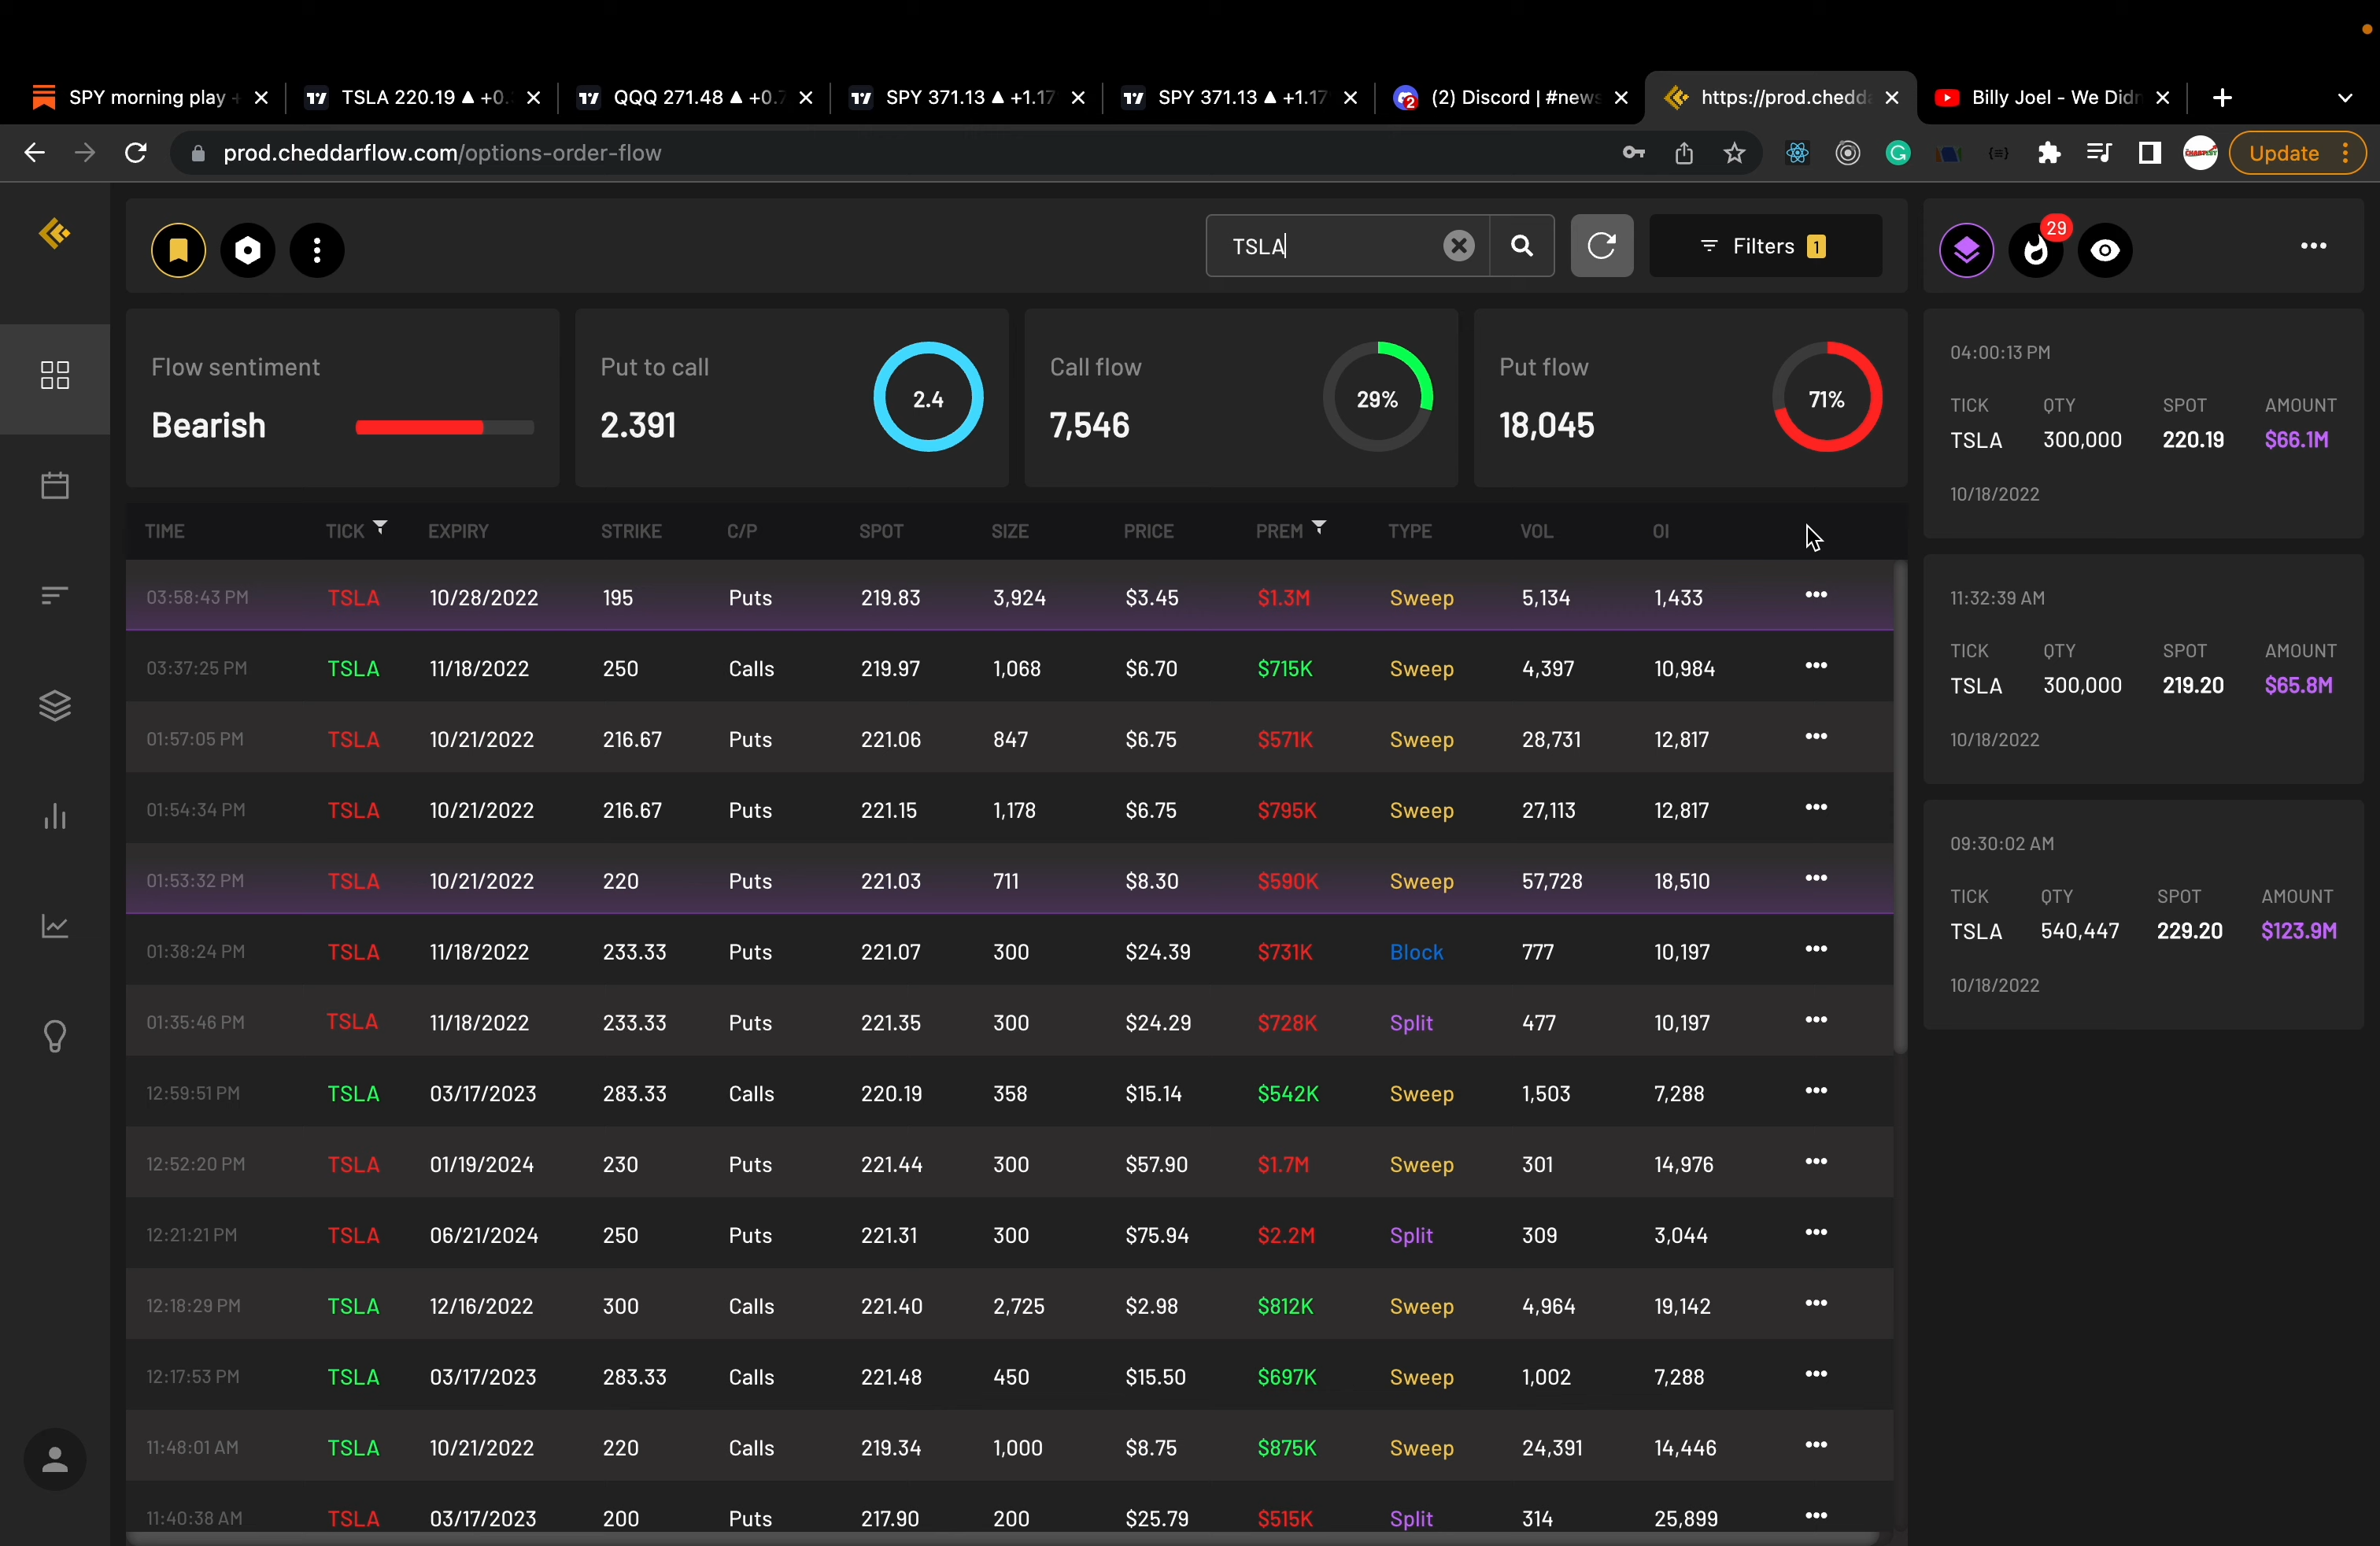 SPY morning play TSLA 220.19 ▲ +0. QQQ 271.48 ▲ +0.7 SPY 371.13 ▲ +1.17 SPY 371.13 ▲ +1.17 (2) Discord | #news https://prod.chedda Billy Joel - We Didn
prod.cheddarflow.com/options-order-flow Update
TSLA Filters 1 29
Flow sentiment
Bearish
Put to call
2.391
2.4
Call flow
7,546
29%
Put flow
18,045
71%
TIME TICK EXPIRY STRIKE C/P SPOT SIZE PRICE PREM TYPE VOL OI
03:58:43 PM TSLA 10/28/2022 195 Puts 219.83 3,924 $3.45 $1.3M Sweep 5,134 1,433
03:37:25 PM TSLA 11/18/2022 250 Calls 219.97 1,068 $6.70 $715K Sweep 4,397 10,984
01:57:05 PM TSLA 10/21/2022 216.67 Puts 221.06 847 $6.75 $571K Sweep 28,731 12,817
01:54:34 PM TSLA 10/21/2022 216.67 Puts 221.15 1,178 $6.75 $795K Sweep 27,113 12,817
01:53:32 PM TSLA 10/21/2022 220 Puts 221.03 711 $8.30 $590K Sweep 57,728 18,510
01:38:24 PM TSLA 11/18/2022 233.33 Puts 221.07 300 $24.39 $731K Block 777 10,197
01:35:46 PM TSLA 11/18/2022 233.33 Puts 221.35 300 $24.29 $728K Split 477 10,197
12:59:51 PM TSLA 03/17/2023 283.33 Calls 220.19 358 $15.14 $542K Sweep 1,503 7,288
12:52:20 PM TSLA 01/19/2024 230 Puts 221.44 300 $57.90 $1.7M Sweep 301 14,976
12:21:21 PM TSLA 06/21/2024 250 Puts 221.31 300 $75.94 $2.2M Split 309 3,044
12:18:29 PM TSLA 12/16/2022 300 Calls 221.40 2,725 $2.98 $812K Sweep 4,964 19,142
12:17:53 PM TSLA 03/17/2023 283.33 Calls 221.48 450 $15.50 $697K Sweep 1,002 7,288
11:48:01 AM TSLA 10/21/2022 220 Calls 219.34 1,000 $8.75 $875K Sweep 24,391 14,446
11:40:38 AM TSLA 03/17/2023 200 Puts 217.90 200 $25.79 $515K Split 314 25,899
04:00:13 PM
TICK QTY SPOT AMOUNT
TSLA 300,000 220.19 $66.1M
10/18/2022
11:32:39 AM
TICK QTY SPOT AMOUNT
TSLA 300,000 219.20 $65.8M
10/18/2022
09:30:02 AM
TICK QTY SPOT AMOUNT
TSLA 540,447 229.20 $123.9M
10/18/2022